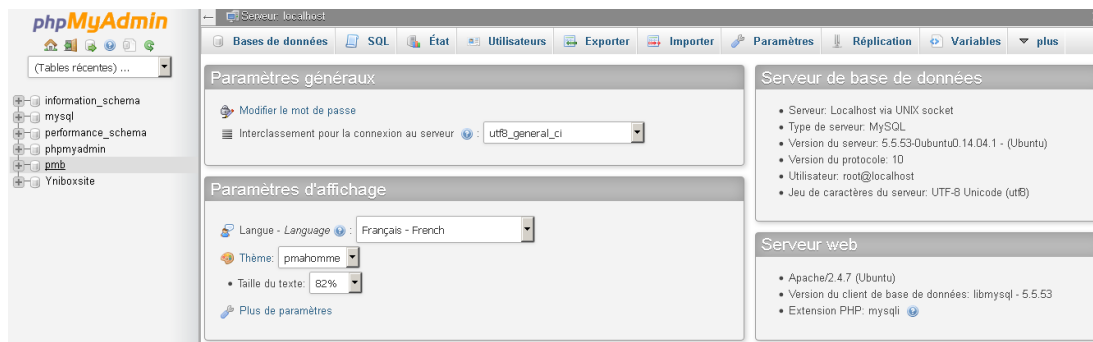 phpMyAdmin
(Tables récentes) ...
information_schema
mysql
performance_schema
phpmyadmin
pmb
Yniboxsite
← Serveur: localhost
Bases de données SQL État Utilisateurs Exporter Importer Paramètres Réplication Variables plus
Paramètres généraux
Modifier le mot de passe
Interclassement pour la connexion au serveur : utf8_general_ci
Paramètres d'affichage
Langue - Language : Français - French
Thème: pmahomme
• Taille du texte: 82%
Plus de paramètres
Serveur de base de données
• Serveur: Localhost via UNIX socket
• Type de serveur: MySQL
• Version du serveur: 5.5.53-0ubuntu0.14.04.1 - (Ubuntu)
• Version du protocole: 10
• Utilisateur: root@localhost
• Jeu de caractères du serveur: UTF-8 Unicode (utf8)
Serveur web
• Apache/2.4.7 (Ubuntu)
• Version du client de base de données: libmysql - 5.5.53
• Extension PHP: mysqli